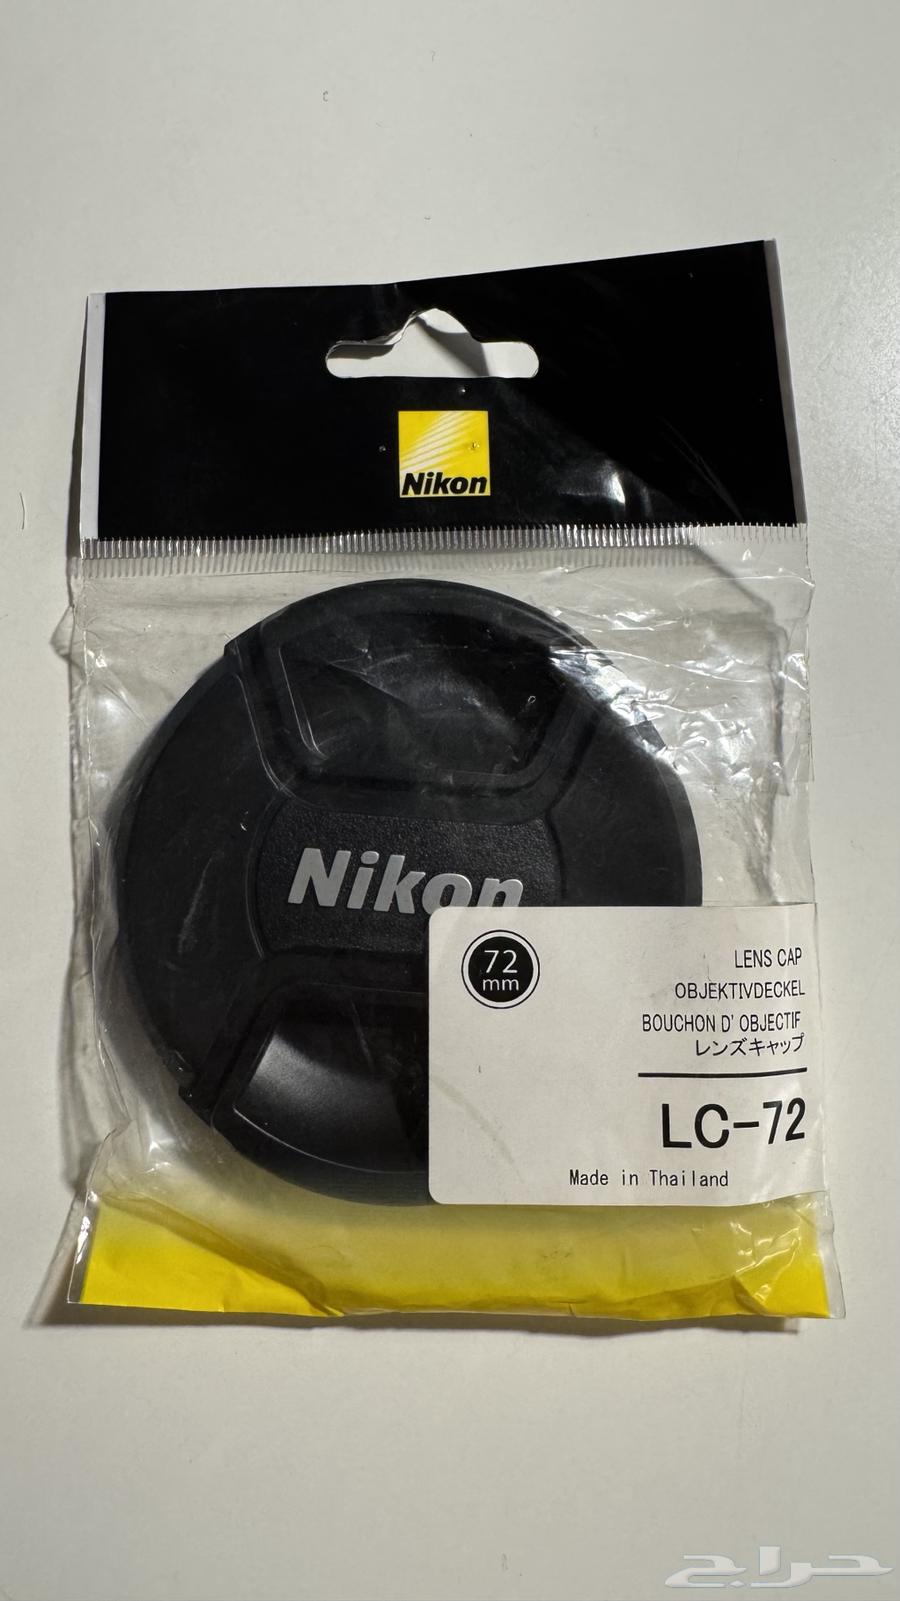 Nikon
Nikon
72
mm
LENS CAP
OBJEKTIVDECKEL
BOUCHON D' OBJECTIF
レンズキャップ
LC-72
Made in Thailand
حراج